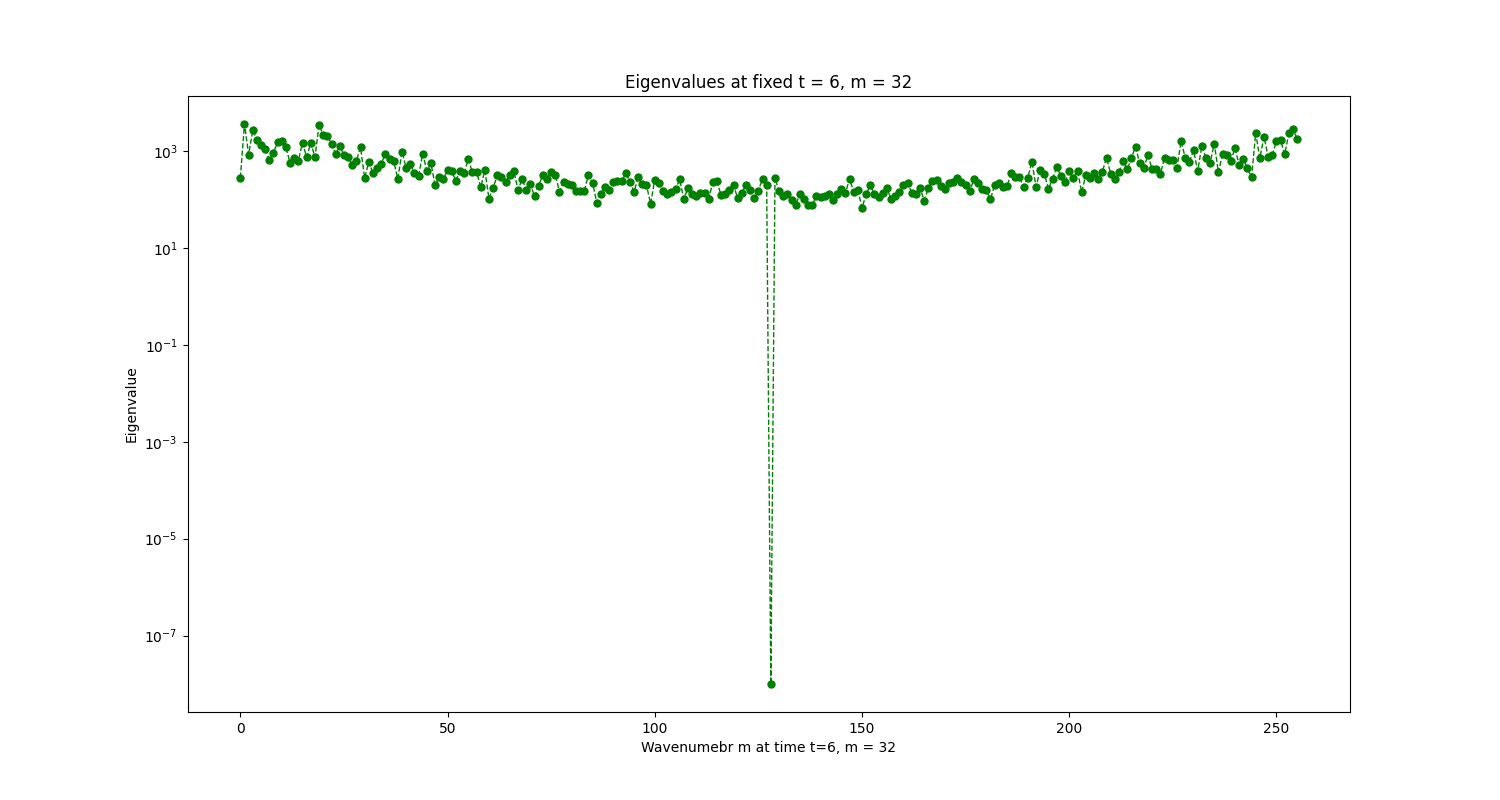 Eigenvalues at fixed t = 6, m = 32
10^3
10^1
10^-1
10^-3
10^-5
10^-7
Eigenvalue
0 50 100 150 200 250
Wavenumebr m at time t=6, m = 32